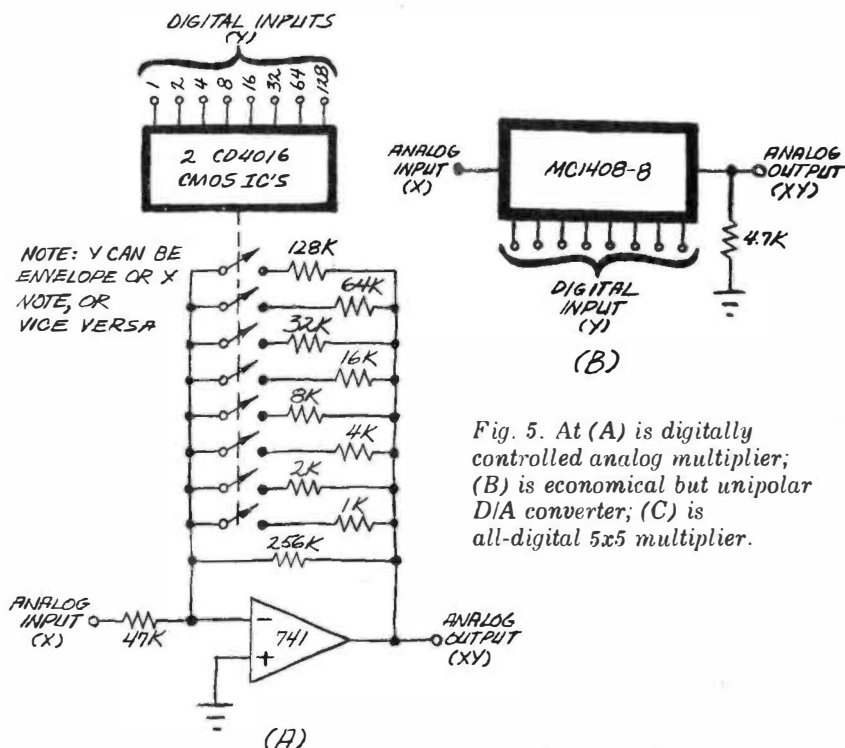 DIGITAL INPUTS
(Y)
1 2 4 8 16 32 64 128
2 CD4016
CMOS IC'S
NOTE: Y CAN BE
ENVELOPE OR X
NOTE, OR
VICE VERSA
128K
64K
32K
16K
8K
4K
2K
1K
256K
ANALOG
INPUT
(X)
47K
-
+
741
ANALOG
OUTPUT
(XY)
(A)
ANALOG
INPUT
(X)
MC1408-8
ANALOG
OUTPUT
(XY)
4.7K
DIGITAL
INPUT
(Y)
(B)
Fig. 5. At (A) is digitally
controlled analog multiplier;
(B) is economical but unipolar
D/A converter; (C) is
all-digital 5x5 multiplier.